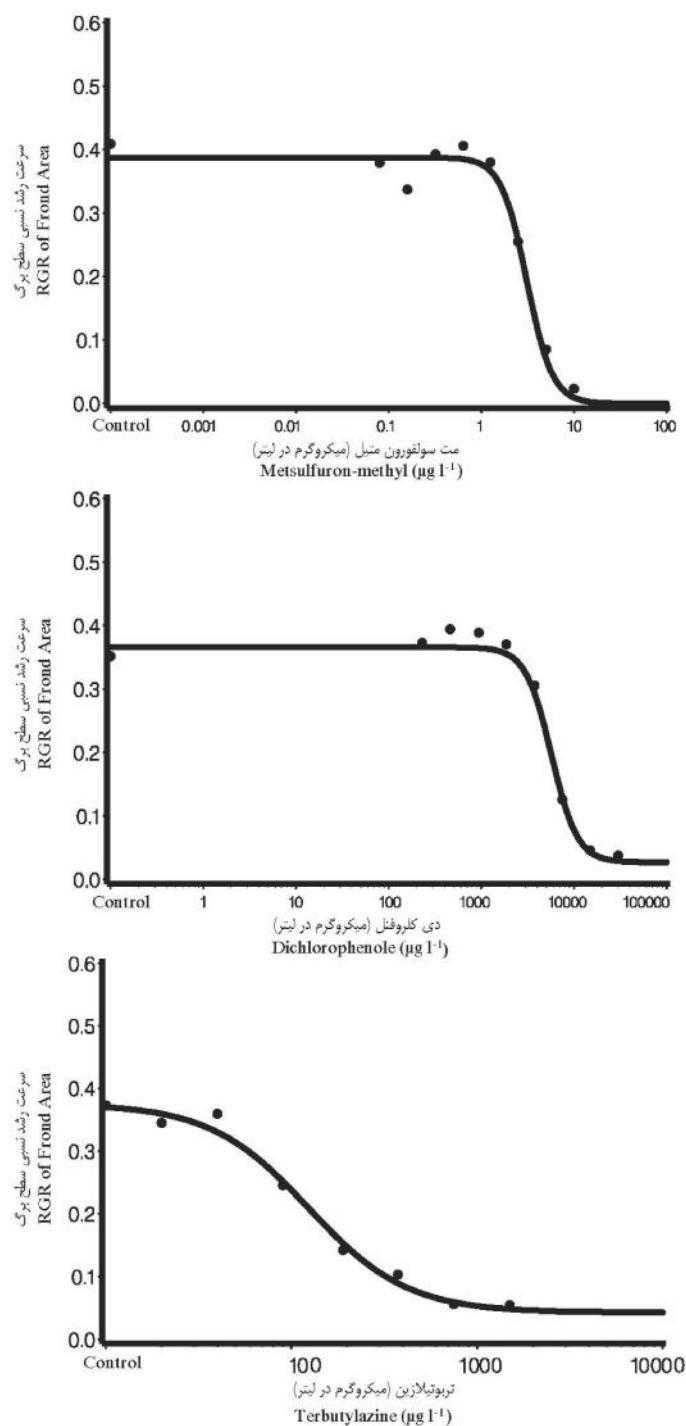 0.6
0.5
0.4
0.3
0.2
0.1
0.0
سرعت رشد نسبی سطح برگ
RGR of Frond Area
Control 0.001 0.01 0.1 1 10 100
مت سولفورون متیل (میکروگرم در لیتر)
Metsulfuron-methyl (µg l⁻¹)
0.6
0.5
0.4
0.3
0.2
0.1
0.0
سرعت رشد نسبی سطح برگ
RGR of Frond Area
Control 1 10 100 1000 10000 100000
دی کلروفنل (میکروگرم در لیتر)
Dichlorophenole (µg l⁻¹)
0.6
0.5
0.4
0.3
0.2
0.1
0.0
سرعت رشد نسبی سطح برگ
RGR of Frond Area
Control 100 1000 10000
تربوتیلازین (میکروگرم در لیتر)
Terbutylazine (µg l⁻¹)